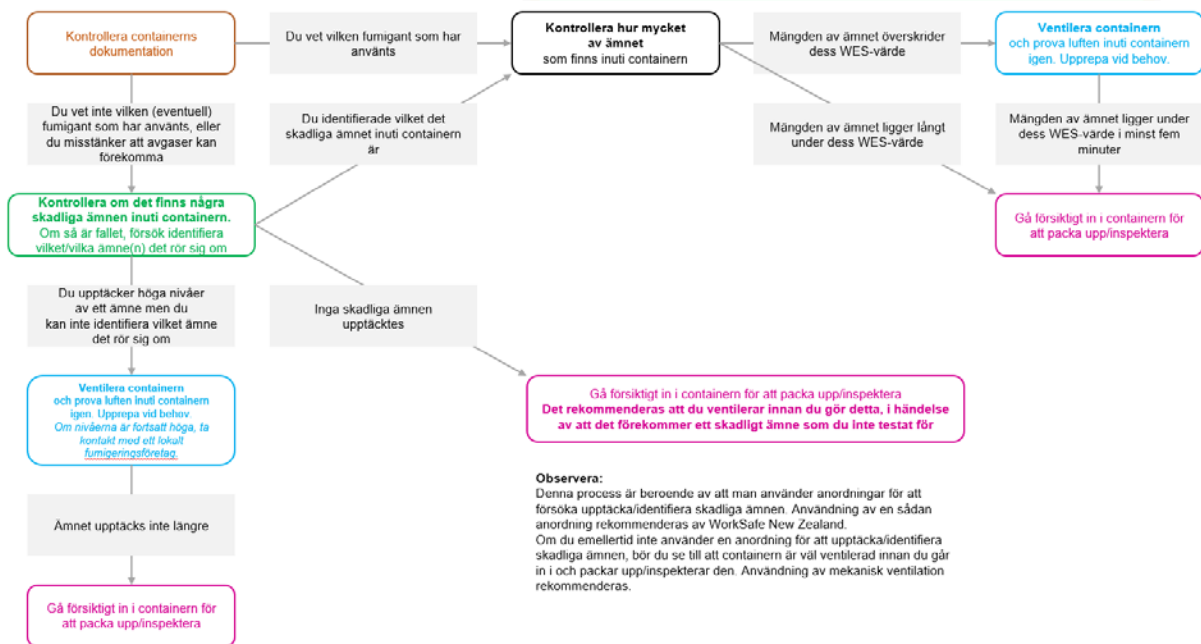 Kontrollera containerns
dokumentation
Du vet vilken fumigant som har
använts
Kontrollera hur mycket
av ämnet
som finns inuti containern
Mängden av ämnet överskrider
dess WES-värde
Ventilera containern
och prova luften inuti containern
igen. Upprepa vid behov.
Du vet inte vilken (eventuell)
fumigant som har använts, eller
du misstänker att avgaser kan
förekomma
Du identifierade vilket det
skadliga ämnet inuti containern
är
Mängden av ämnet ligger långt
under dess WES-värde
Mängden av ämnet ligger under
dess WES-värde i minst fem
minuter
Kontrollera om det finns några
skadliga ämnen inuti containern.
Om så är fallet, försök identifiera
vilket/vilka ämne(n) det rör sig om
Gå försiktigt in i containern för
att packa upp/inspektera
Du upptäcker höga nivåer
av ett ämne men du
kan inte identifiera vilket ämne
det rör sig om
Inga skadliga ämnen
upptäcktes
Ventilera containern
och prova luften inuti containern
igen. Upprepa vid behov.
Om nivåerna är fortsatt höga, ta
kontakt med ett lokalt
fumigeringsföretag.
Gå försiktigt in i containern för att packa upp/inspektera
Det rekommenderas att du ventilerar innan du gör detta, i händelse
av att det förekommer ett skadligt ämne som du inte testat för
Ämnet upptäcks inte längre
Observera:
Denna process är beroende av att man använder anordningar för att
försöka upptäcka/identifiera skadliga ämnen. Användning av en sådan
anordning rekommenderas av WorkSafe New Zealand.
Om du emellertid inte använder en anordning för att upptäcka/identifiera
skadliga ämnen, bör du se till att containern är väl ventilerad innan du går
in i och packar upp/inspekterar den. Användning av mekanisk ventilation
rekommenderas.
Gå försiktigt in i containern för
att packa upp/inspektera